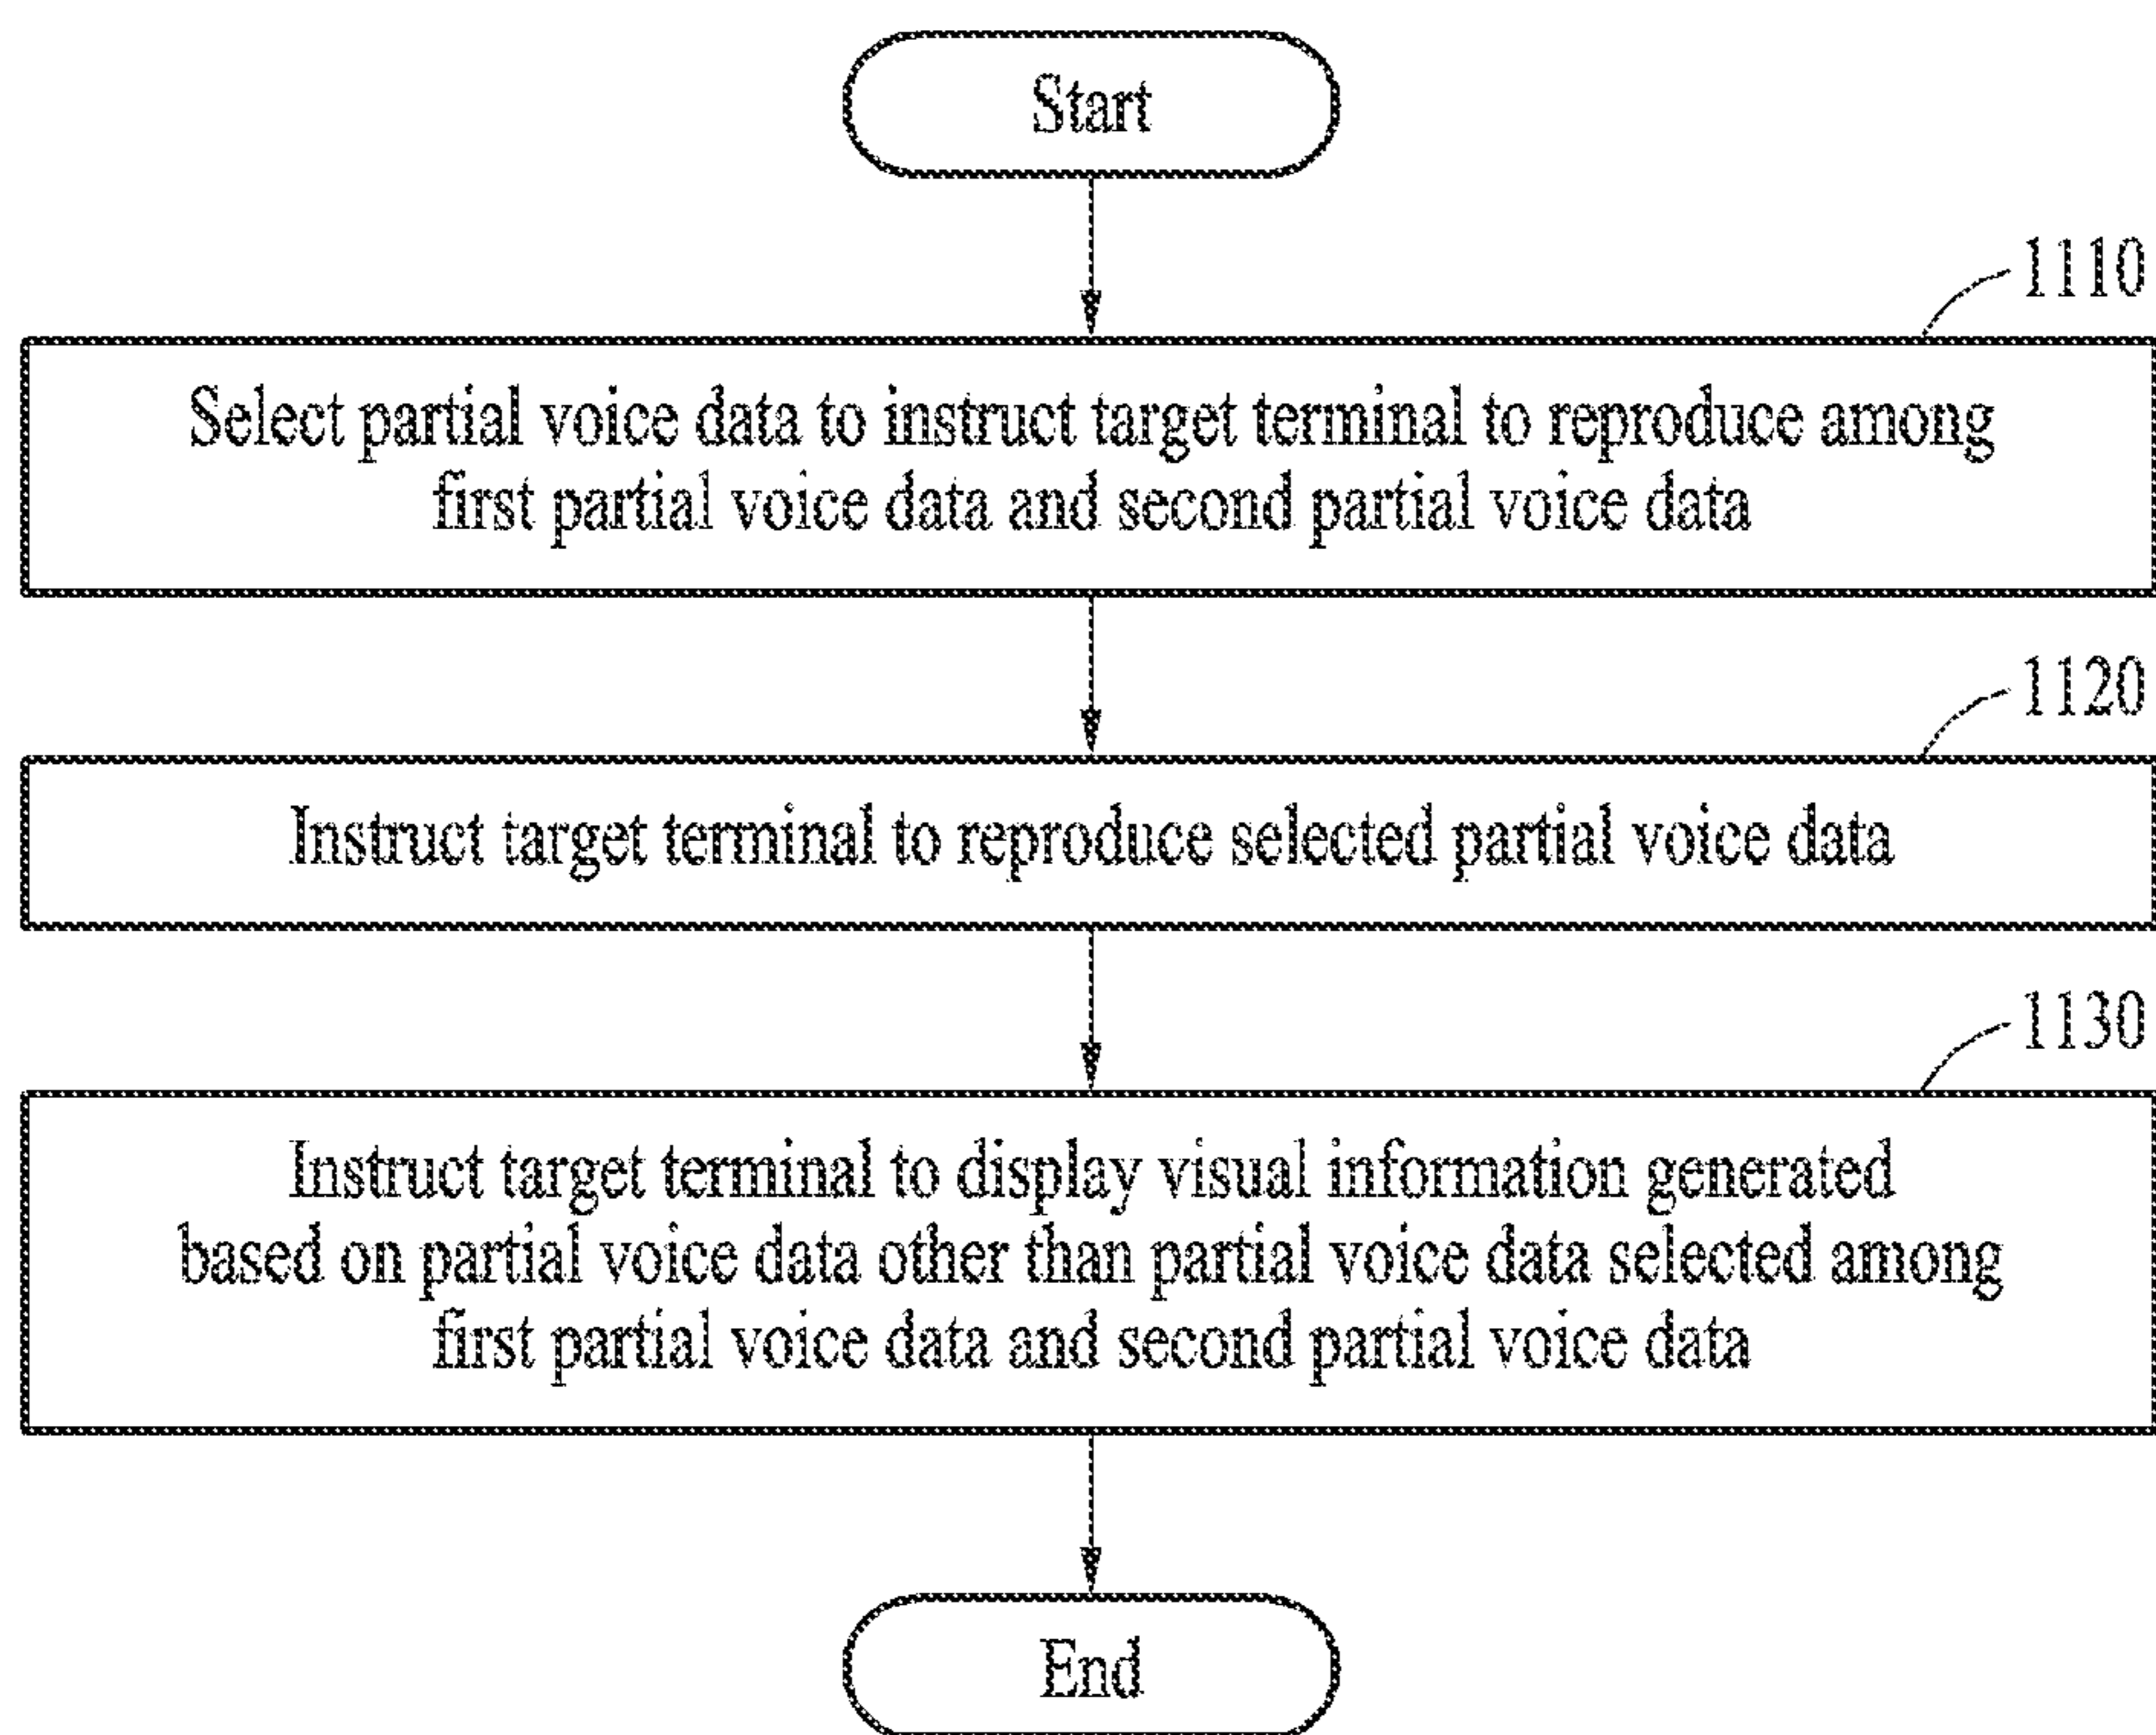 Start
1110
Select partial voice data to instruct target terminal to reproduce among
first partial voice data and second partial voice data
1120
Instruct target terminal to reproduce selected partial voice data
1130
Instruct target terminal to display visual information generated
based on partial voice data other than partial voice data selected among
first partial voice data and second partial voice data
End